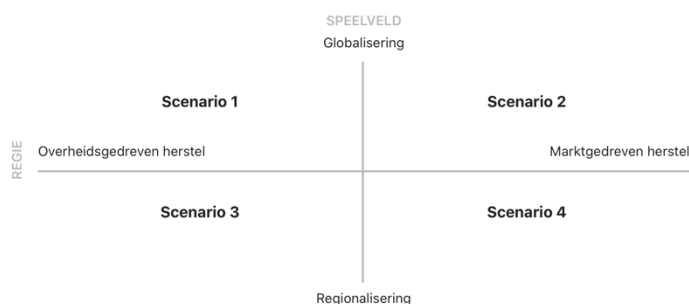 SPEELVELD
Globalisering
Scenario 1
Scenario 2
REGIE
Overheidsgedreven herstel
Marktgedreven herstel
Scenario 3
Scenario 4
Regionalisering